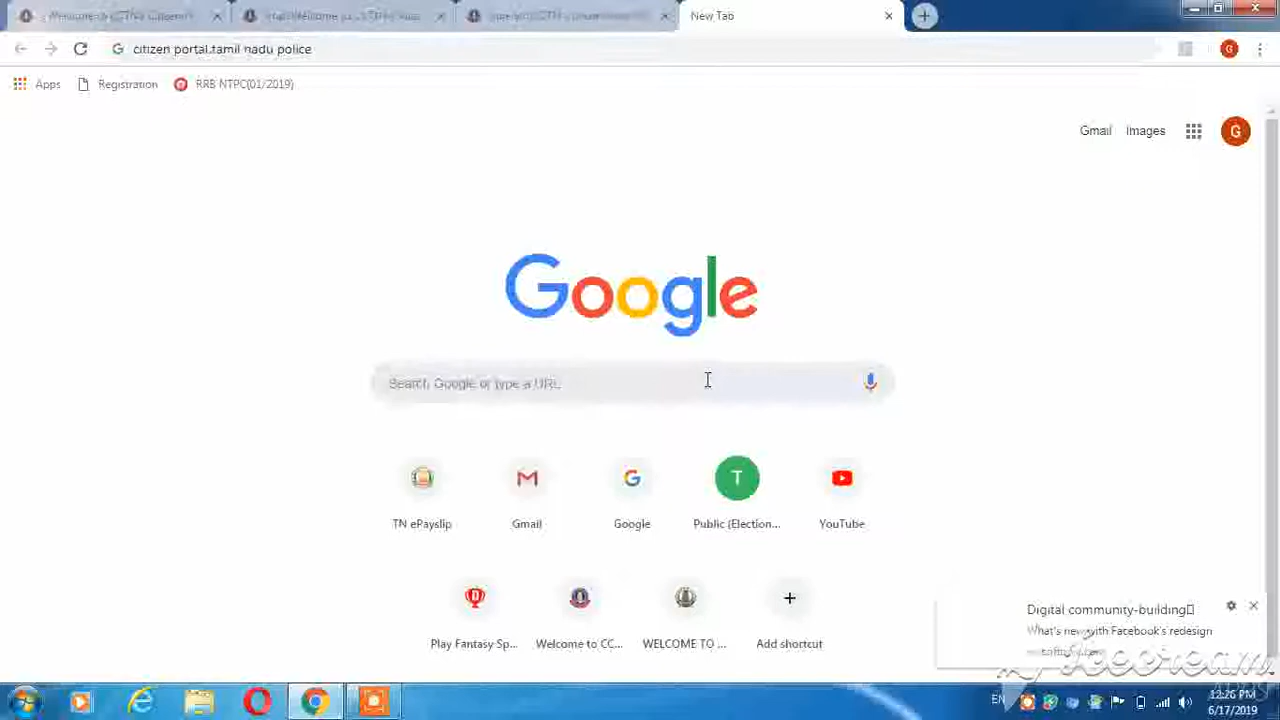 New Tab
citizen portal.tamil nadu police
Apps
Registration
RRB NTPC(01/2019)
Gmail
Images
G
Google
Search Google or type a URL
T
TN ePayslip
Gmail
Google
Public (Election...
YouTube
Play Fantasy Sp...
Welcome to CC...
WELCOME TO ...
Add shortcut
Digital community-building
What's new with Facebook's redesign
EN
12:26 PM
6/17/2019